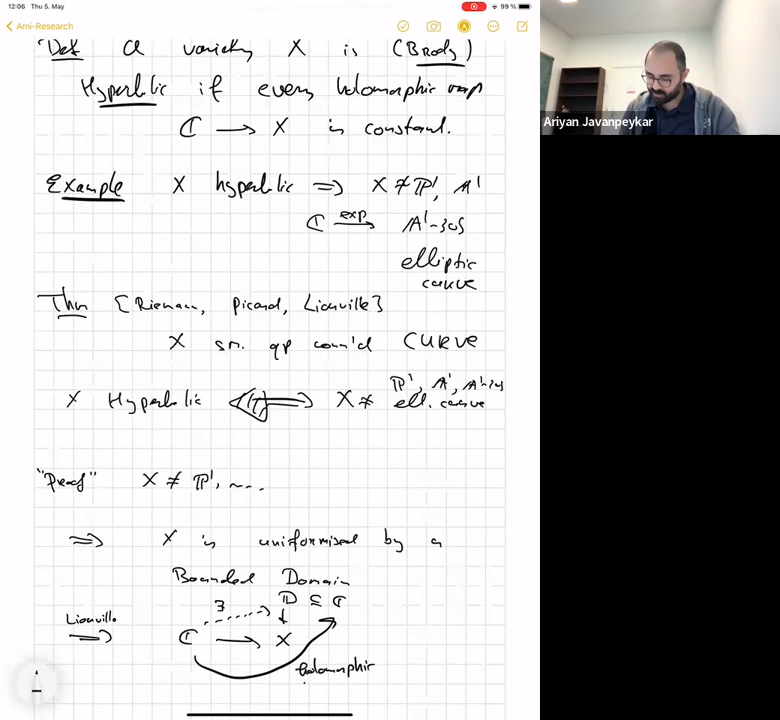 12:06 Thu 5. May
99 %
Ami-Research
Ariyan Javanpeykar
Def a variety X is (Brody)
Hyperbolic if every holomorphic map
ℂ → X is constant.
Example X hyperbolic ⇒ X ≠ ℙ¹, A¹
ℂ exp→ A¹-{0}
elliptic
curve
Thm {Riemann, Picard, Liouville}
X sm. qp conn'd CURVE
ℙ¹, A¹, A¹-{0}
X Hyperbolic ⟺ X ≠ ell. curve
"Proof" X ≠ ℙ¹, ....
⇒ X is uniformised by a
Bounded Domain
∃ 𝔻 ⊆ ℂ
Liouville
⇒ ℂ → X
holomorphic